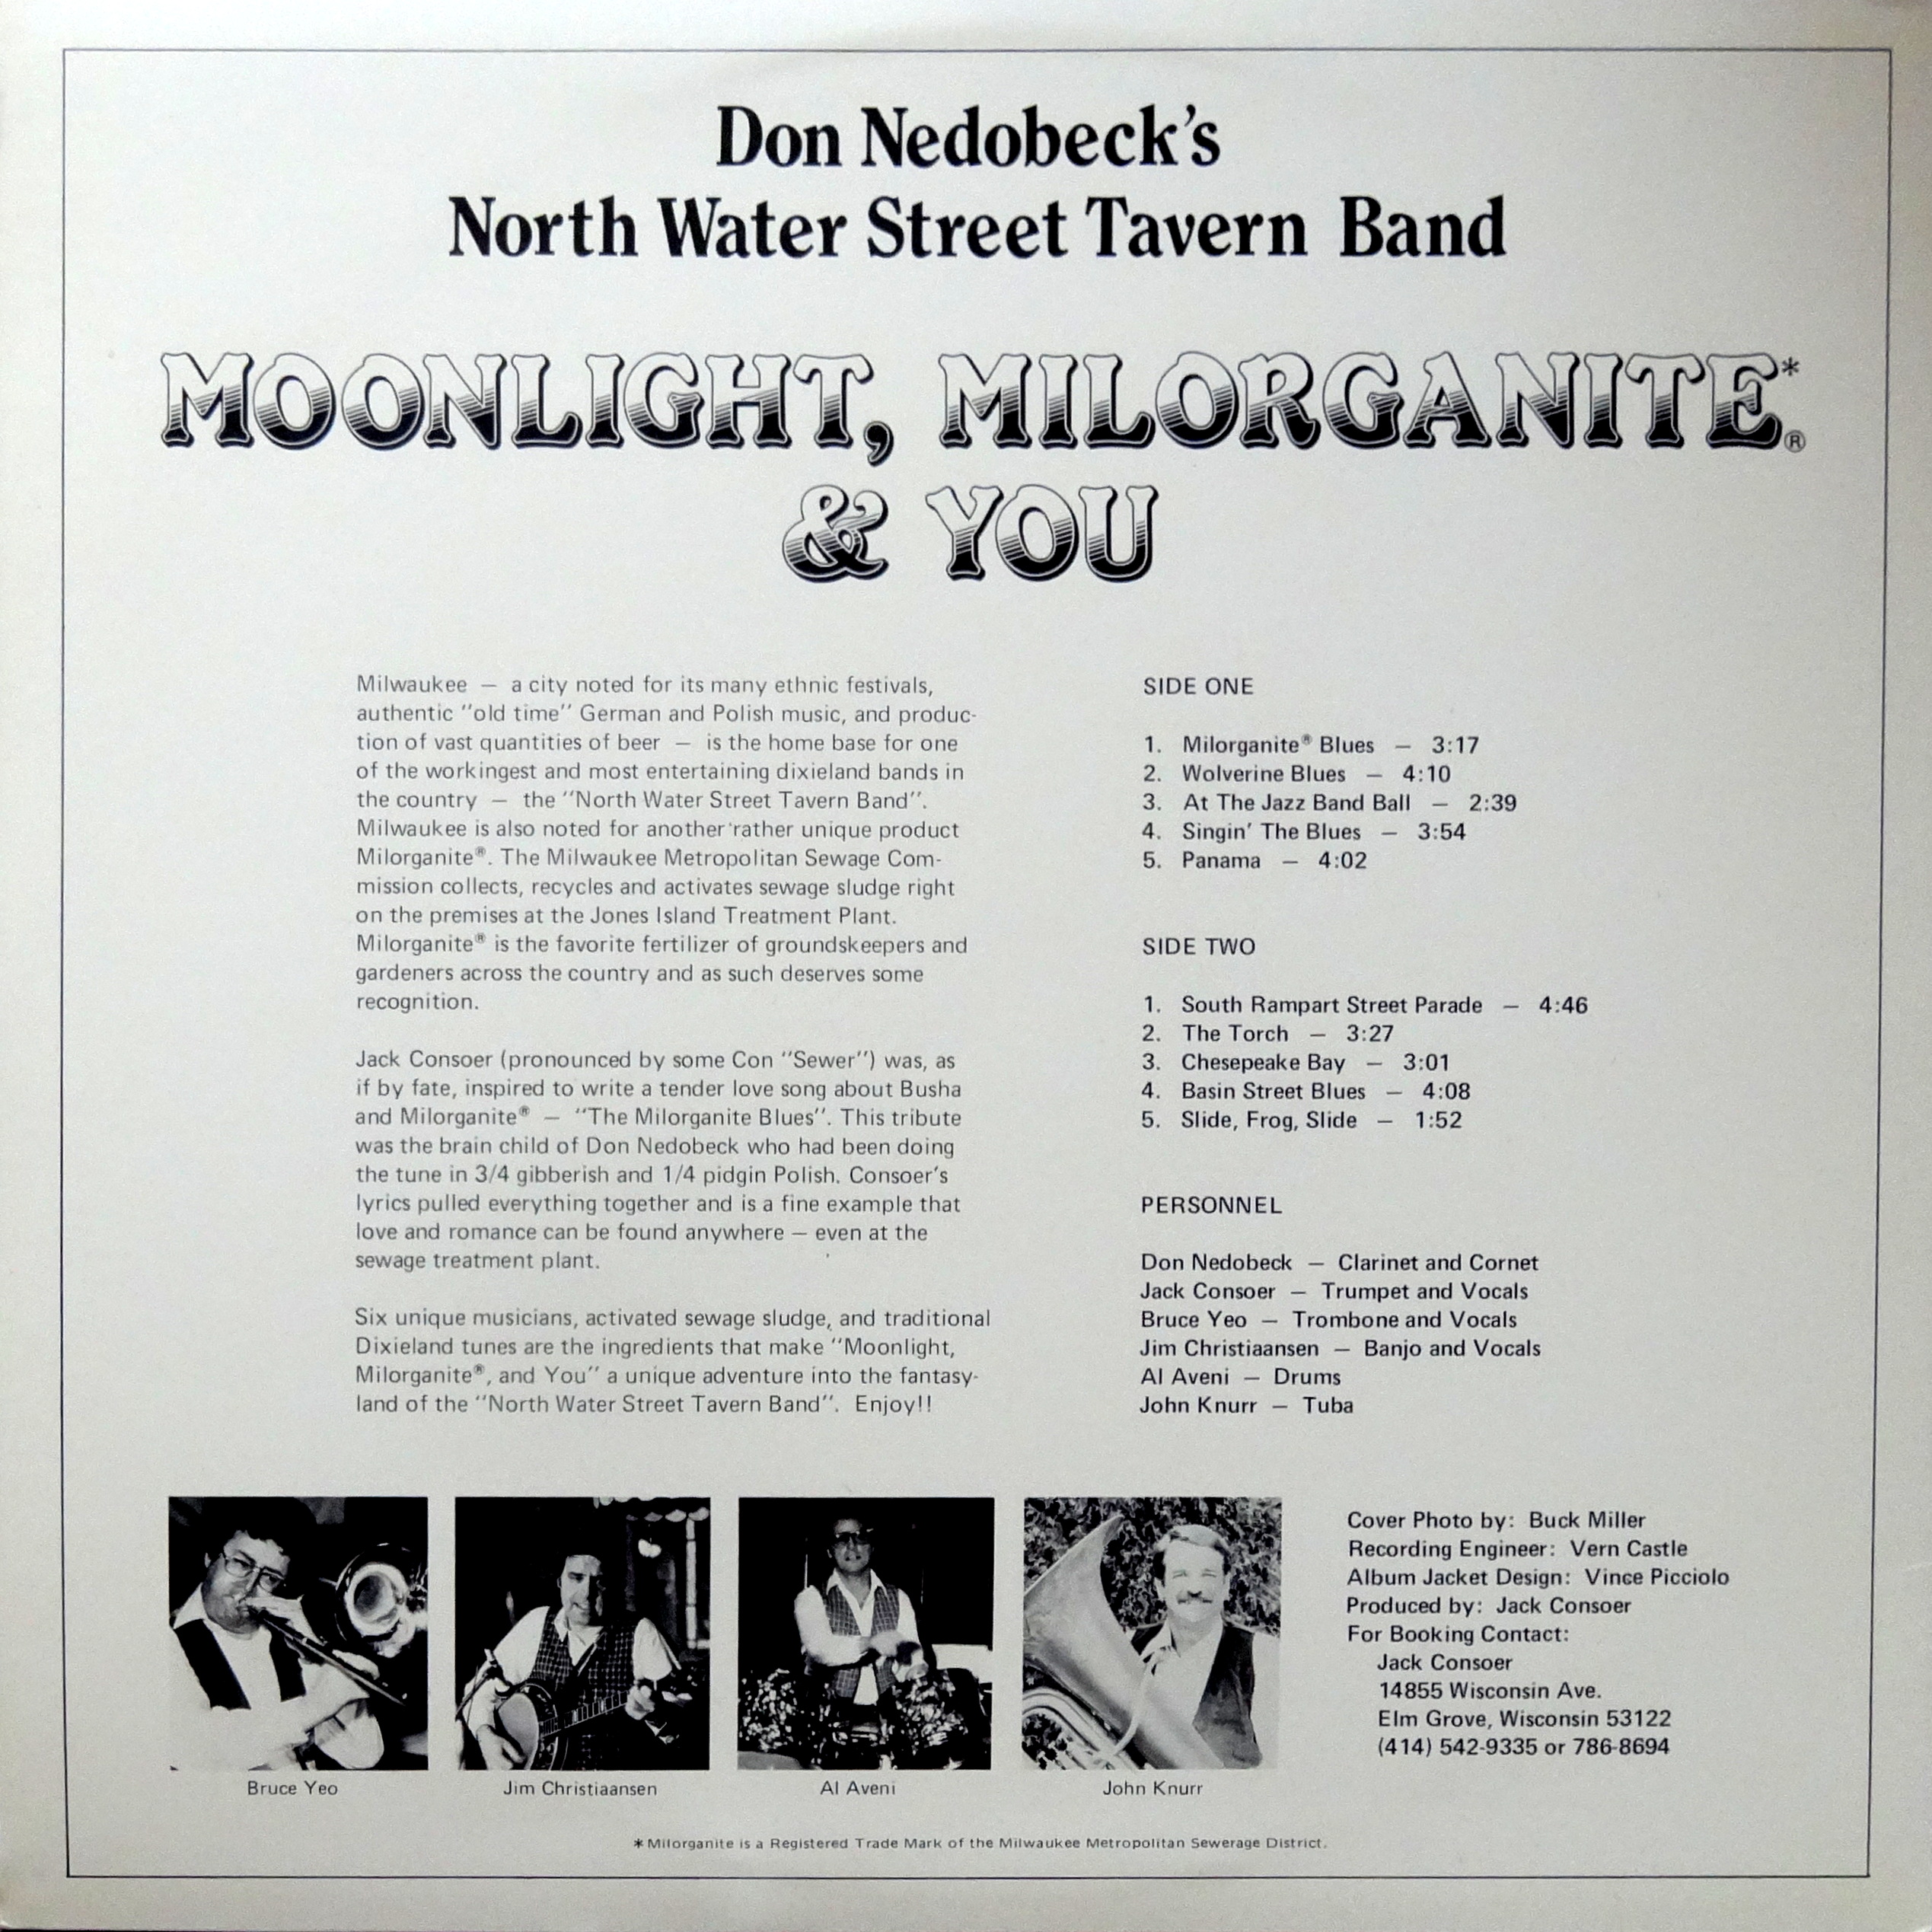 Don Nedobeck's
North Water Street Tavern Band
MOONLIGHT, MILORGANITE*®
& YOU
Milwaukee — a city noted for its many ethnic festivals,
authentic "old time" German and Polish music, and produc-
tion of vast quantities of beer — is the home base for one
of the workingest and most entertaining dixieland bands in
the country — the "North Water Street Tavern Band".
Milwaukee is also noted for another rather unique product
Milorganite®. The Milwaukee Metropolitan Sewage Com-
mission collects, recycles and activates sewage sludge right
on the premises at the Jones Island Treatment Plant.
Milorganite® is the favorite fertilizer of groundskeepers and
gardeners across the country and as such deserves some
recognition.
Jack Consoer (pronounced by some Con "Sewer") was, as
if by fate, inspired to write a tender love song about Busha
and Milorganite® — "The Milorganite Blues". This tribute
was the brain child of Don Nedobeck who had been doing
the tune in 3/4 gibberish and 1/4 pidgin Polish. Consoer's
lyrics pulled everything together and is a fine example that
love and romance can be found anywhere — even at the
sewage treatment plant.
Six unique musicians, activated sewage sludge, and traditional
Dixieland tunes are the ingredients that make "Moonlight,
Milorganite®, and You" a unique adventure into the fantasy-
land of the "North Water Street Tavern Band". Enjoy!!
SIDE ONE
1. Milorganite® Blues — 3:17
2. Wolverine Blues — 4:10
3. At The Jazz Band Ball — 2:39
4. Singin' The Blues — 3:54
5. Panama — 4:02
SIDE TWO
1. South Rampart Street Parade — 4:46
2. The Torch — 3:27
3. Chesepeake Bay — 3:01
4. Basin Street Blues — 4:08
5. Slide, Frog, Slide — 1:52
PERSONNEL
Don Nedobeck — Clarinet and Cornet
Jack Consoer — Trumpet and Vocals
Bruce Yeo — Trombone and Vocals
Jim Christiaansen — Banjo and Vocals
Al Aveni — Drums
John Knurr — Tuba
Bruce Yeo
Jim Christiaansen
Al Aveni
John Knurr
Cover Photo by: Buck Miller
Recording Engineer: Vern Castle
Album Jacket Design: Vince Picciolo
Produced by: Jack Consoer
For Booking Contact:
Jack Consoer
14855 Wisconsin Ave.
Elm Grove, Wisconsin 53122
(414) 542-9335 or 786-8694
*Milorganite is a Registered Trade Mark of the Milwaukee Metropolitan Sewerage District.